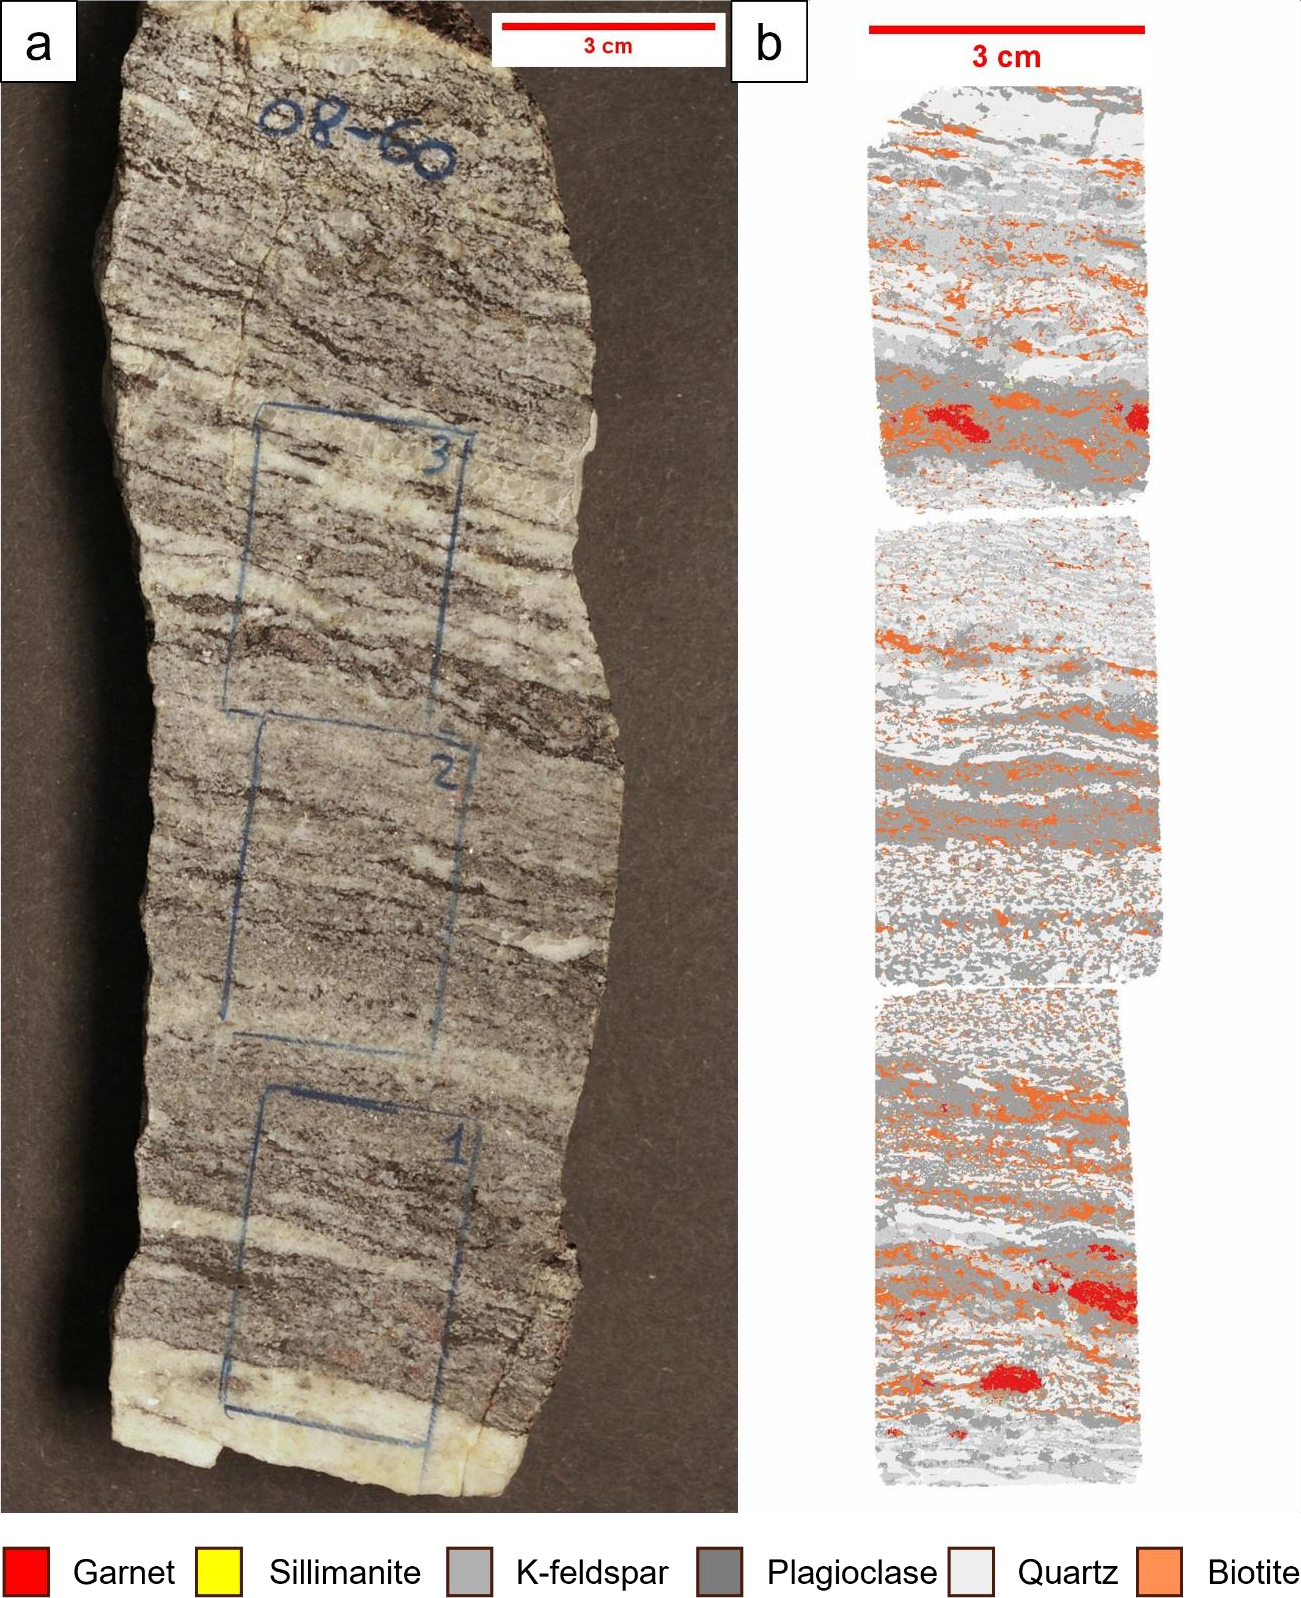 a
3 cm
b
3 cm
08-60
3
2
1
Garnet
Sillimanite
K-feldspar
Plagioclase
Quartz
Biotite